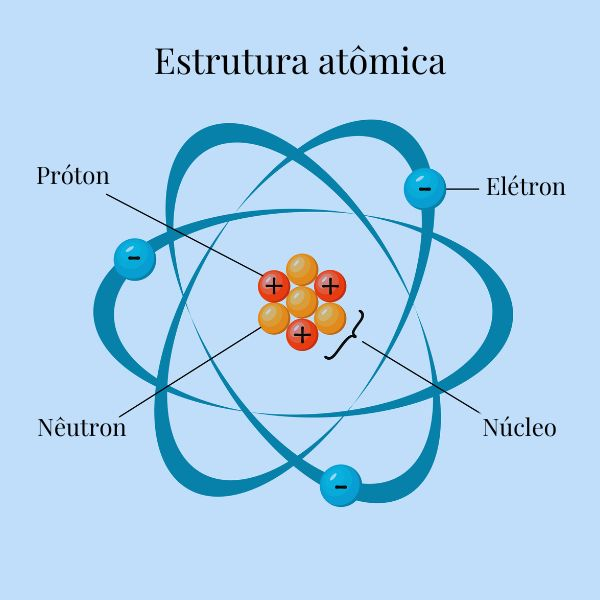 Estrutura atômica
Próton
Elétron
-
-
+ +
+
Nêutron
Núcleo
-